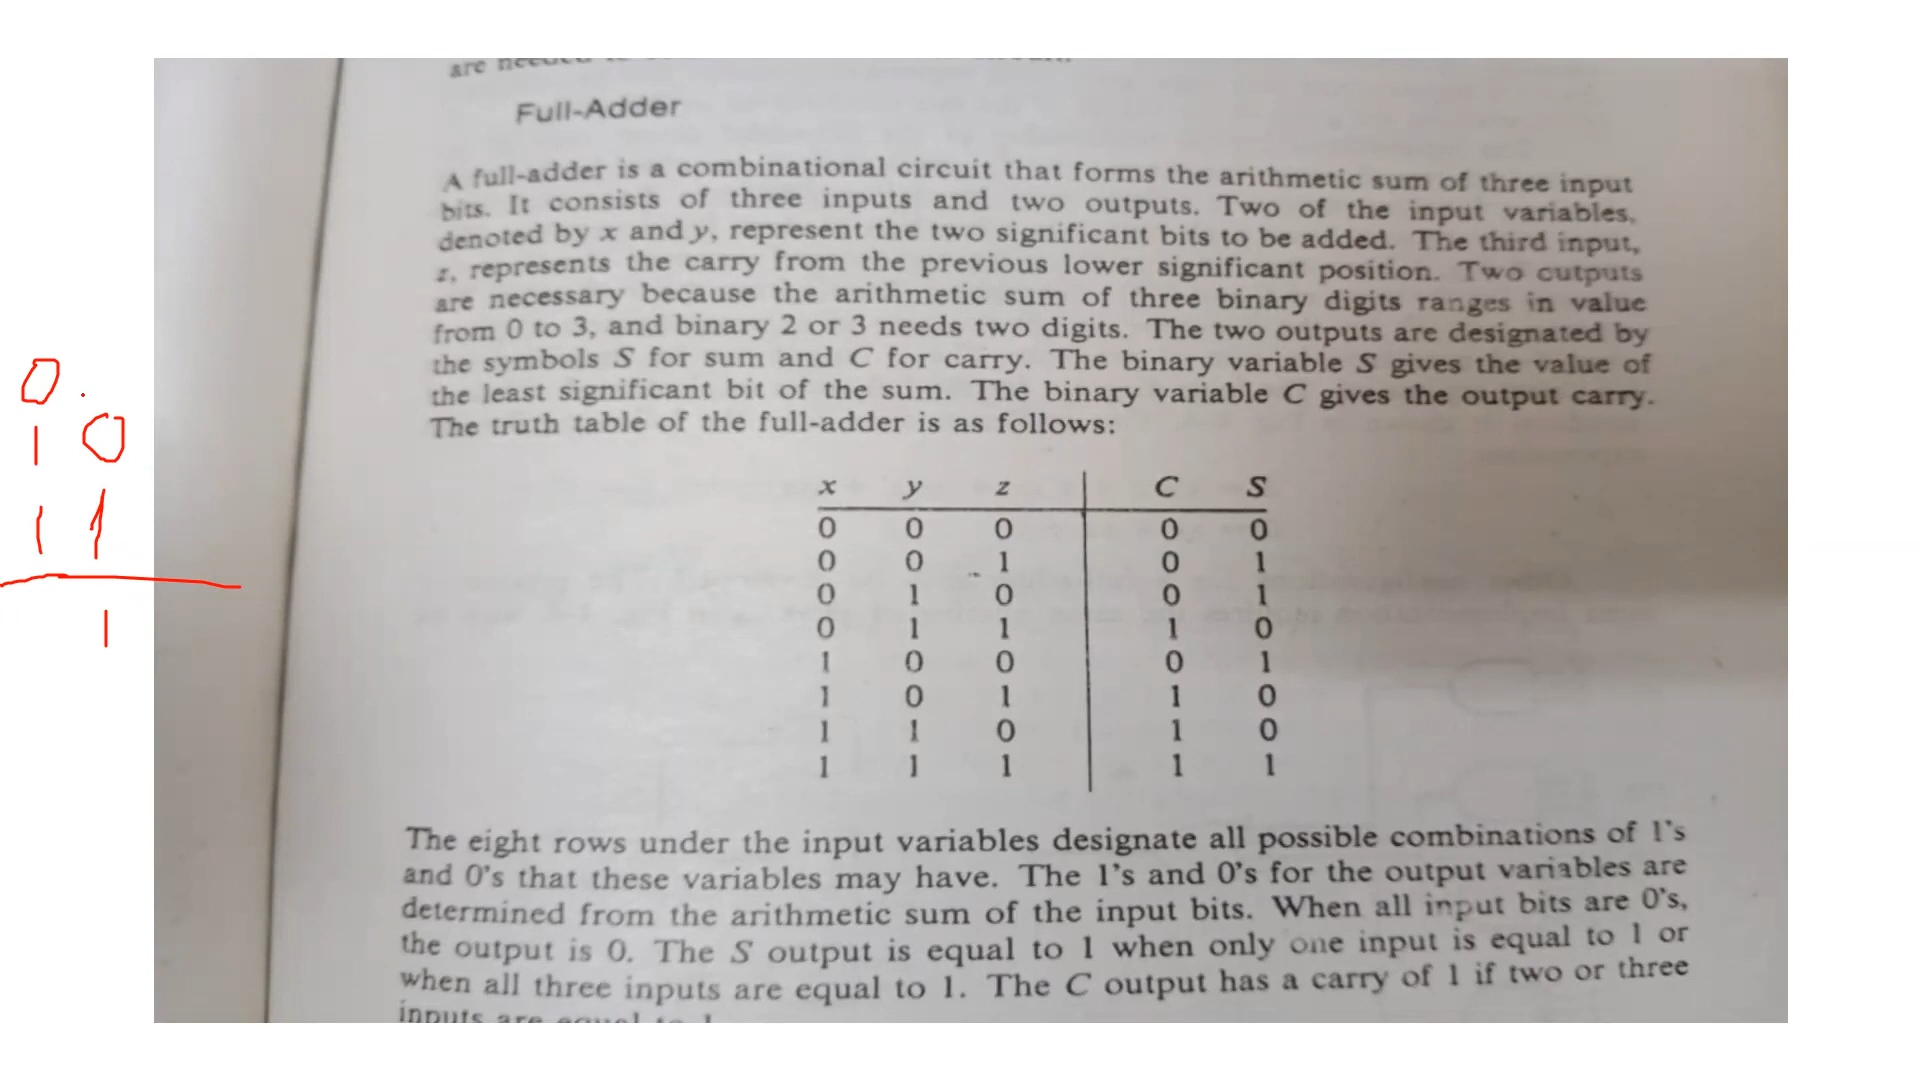 Full-Adder
A full-adder is a combinational circuit that forms the arithmetic sum of three input
bits. It consists of three inputs and two outputs. Two of the input variables,
denoted by x and y, represent the two significant bits to be added. The third input,
z, represents the carry from the previous lower significant position. Two outputs
are necessary because the arithmetic sum of three binary digits ranges in value
from 0 to 3, and binary 2 or 3 needs two digits. The two outputs are designated by
the symbols S for sum and C for carry. The binary variable S gives the value of
the least significant bit of the sum. The binary variable C gives the output carry.
The truth table of the full-adder is as follows:
0
1 0
1 1
1
x y z C S
0 0 0 0 0
0 0 1 0 1
0 1 0 0 1
0 1 1 1 0
1 0 0 0 1
1 0 1 1 0
1 1 0 1 0
1 1 1 1 1
The eight rows under the input variables designate all possible combinations of 1's
and 0's that these variables may have. The 1's and 0's for the output variables are
determined from the arithmetic sum of the input bits. When all input bits are 0's,
the output is 0. The S output is equal to 1 when only one input is equal to 1 or
when all three inputs are equal to 1. The C output has a carry of 1 if two or three
inputs are equal to 1